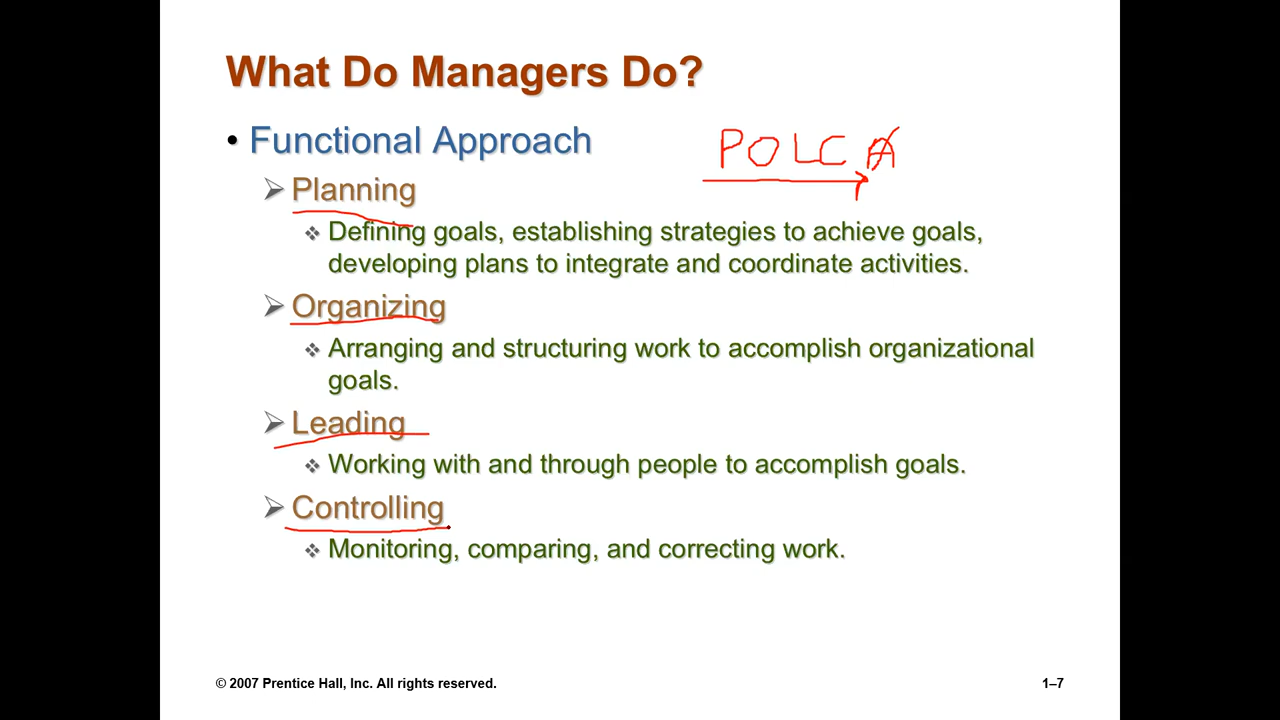 What Do Managers Do?
• Functional Approach
POLCA
➢ Planning
❖ Defining goals, establishing strategies to achieve goals,
developing plans to integrate and coordinate activities.
➢ Organizing
❖ Arranging and structuring work to accomplish organizational
goals.
➢ Leading
❖ Working with and through people to accomplish goals.
➢ Controlling
❖ Monitoring, comparing, and correcting work.
© 2007 Prentice Hall, Inc. All rights reserved.
1–7